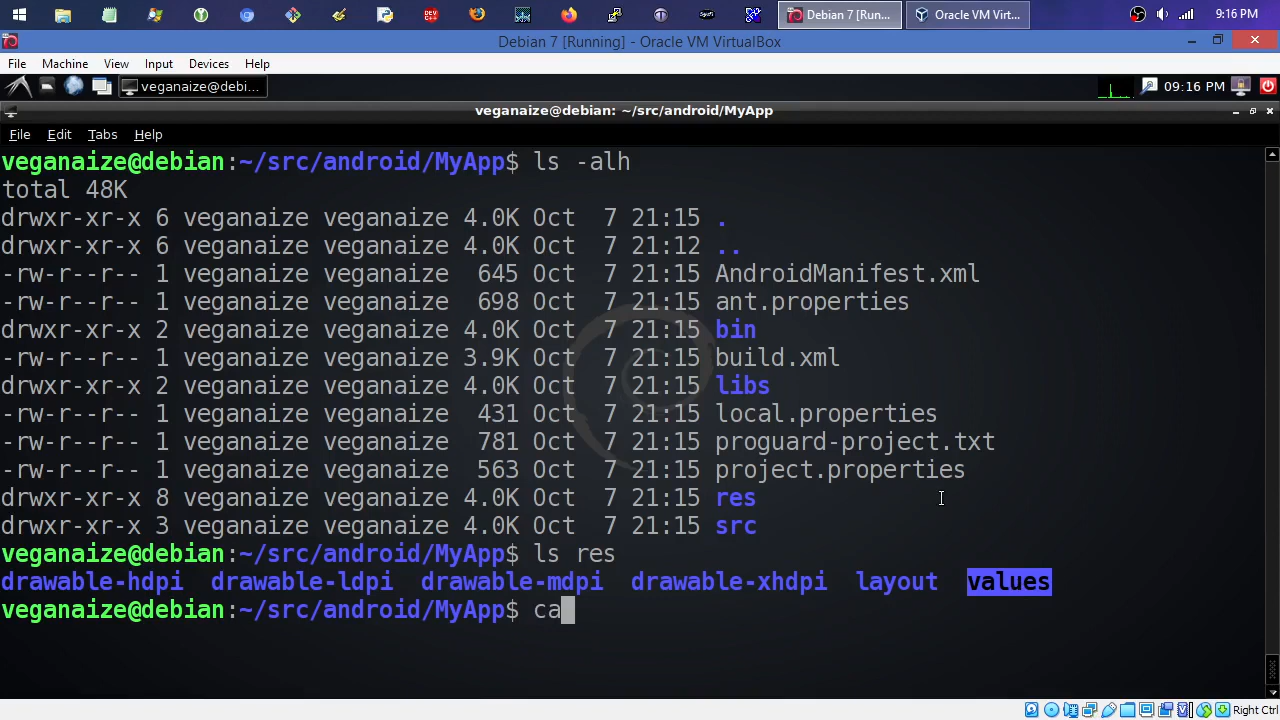 Debian 7 [Run...
Oracle VM Virt...
9:16 PM
Debian 7 [Running] - Oracle VM VirtualBox
File Machine View Input Devices Help
veganaize@debi...
09:16 PM
veganaize@debian: ~/src/android/MyApp
File Edit Tabs Help
veganaize@debian:~/src/android/MyApp$ ls -alh
total 48K
drwxr-xr-x 6 veganaize veganaize 4.0K Oct  7 21:15 .
drwxr-xr-x 6 veganaize veganaize 4.0K Oct  7 21:12 ..
-rw-r--r-- 1 veganaize veganaize  645 Oct  7 21:15 AndroidManifest.xml
-rw-r--r-- 1 veganaize veganaize  698 Oct  7 21:15 ant.properties
drwxr-xr-x 2 veganaize veganaize 4.0K Oct  7 21:15 bin
-rw-r--r-- 1 veganaize veganaize 3.9K Oct  7 21:15 build.xml
drwxr-xr-x 2 veganaize veganaize 4.0K Oct  7 21:15 libs
-rw-r--r-- 1 veganaize veganaize  431 Oct  7 21:15 local.properties
-rw-r--r-- 1 veganaize veganaize  781 Oct  7 21:15 proguard-project.txt
-rw-r--r-- 1 veganaize veganaize  563 Oct  7 21:15 project.properties
drwxr-xr-x 8 veganaize veganaize 4.0K Oct  7 21:15 res
drwxr-xr-x 3 veganaize veganaize 4.0K Oct  7 21:15 src
veganaize@debian:~/src/android/MyApp$ ls res
drawable-hdpi  drawable-ldpi  drawable-mdpi  drawable-xhdpi  layout  values
veganaize@debian:~/src/android/MyApp$ ca
Right Ctrl